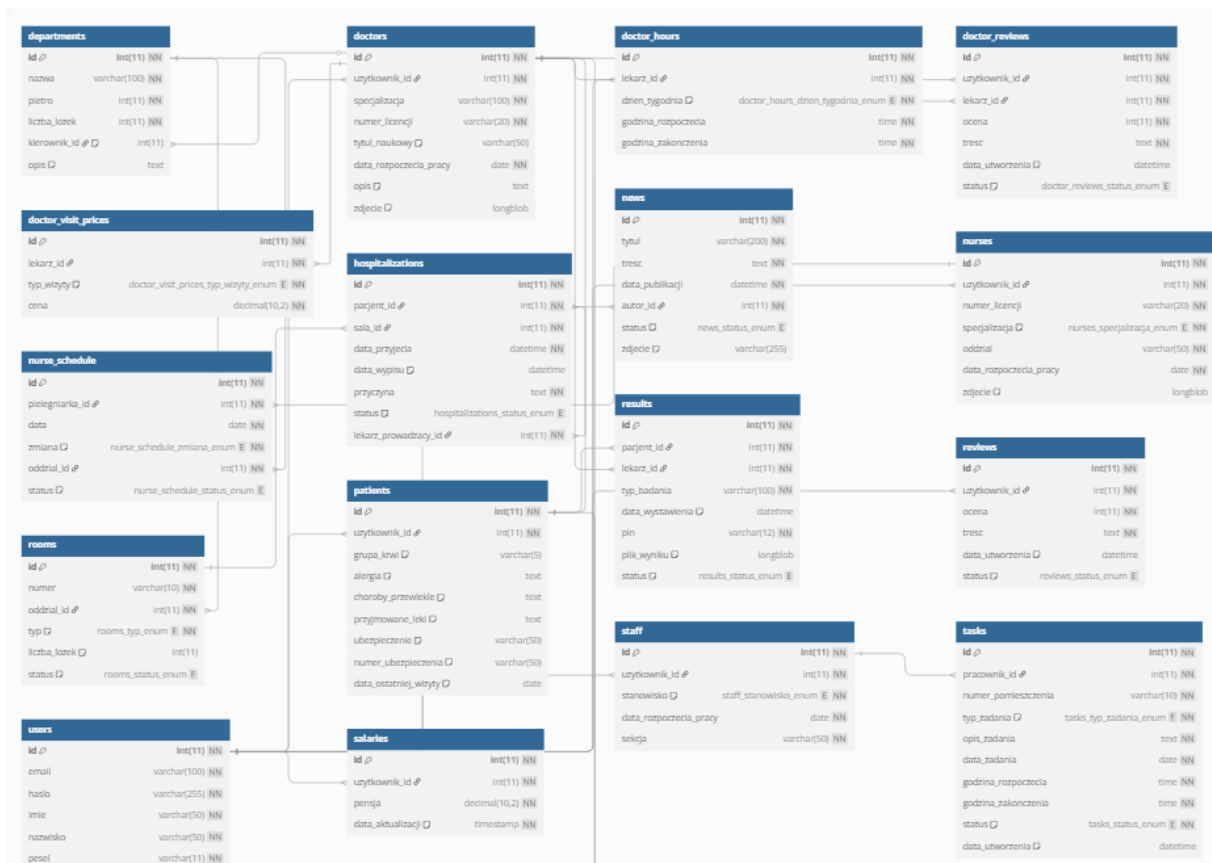 departments
id int(11) NN
nazwa varchar(100) NN
pietro int(11) NN
liczba_lozek int(11) NN
kierownik_id int(11)
opis text
doctor_visit_prices
id int(11) NN
lekarz_id int(11) NN
typ_wizyty doctor_visit_prices_typ_wizyty_enum E NN
cena decimal(10,2) NN
nurse_schedule
id int(11) NN
pielegniarka_id int(11) NN
data date NN
zmiana nurse_schedule_zmiana_enum E NN
oddzial_id int(11) NN
status nurse_schedule_status_enum E
rooms
id int(11) NN
numer varchar(10) NN
oddzial_id int(11) NN
typ rooms_typ_enum E NN
liczba_lozek int(11)
status rooms_status_enum E
users
id int(11) NN
email varchar(100) NN
haslo varchar(255) NN
imie varchar(50) NN
nazwisko varchar(50) NN
pesel varchar(11) NN
doctors
id int(11) NN
uzytkownik_id int(11) NN
specjalizacja varchar(100) NN
numer_licencji varchar(20) NN
tytul_naukowy varchar(50)
data_rozpoczecia_pracy date NN
opis text
zdjecie longblob
hospitalizations
id int(11) NN
pacjent_id int(11) NN
sala_id int(11) NN
data_przyjecia datetime NN
data_wypisu datetime
przyczyna text NN
status hospitalizations_status_enum E
lekarz_prowadzacy_id int(11) NN
patients
id int(11) NN
uzytkownik_id int(11) NN
grupa_krwi varchar(5)
alergia text
choroby_przewlekle text
przyjmowane_leki text
ubezpieczenie varchar(50)
numer_ubezpieczenia varchar(50)
data_ostatniej_wizyty date
salaries
id int(11) NN
uzytkownik_id int(11) NN
pensja decimal(10,2) NN
data_aktualizacji timestamp NN
doctor_hours
id int(11) NN
lekarz_id int(11) NN
dzien_tygodnia doctor_hours_dzien_tygodnia_enum E NN
godzina_rozpoczecia time NN
godzina_zakonczenia time NN
news
id int(11) NN
tytul varchar(200) NN
tresc text NN
data_publikacji datetime NN
autor_id int(11) NN
status news_status_enum E
zdjecie varchar(255)
results
id int(11) NN
pacjent_id int(11) NN
lekarz_id int(11) NN
typ_badania varchar(100) NN
data_wystawienia datetime
pin varchar(12) NN
plik_wyniku longblob
status results_status_enum E
staff
id int(11) NN
uzytkownik_id int(11) NN
stanowisko staff_stanowisko_enum E NN
data_rozpoczecia_pracy date NN
sekcja varchar(50) NN
doctor_reviews
id int(11) NN
uzytkownik_id int(11) NN
lekarz_id int(11) NN
ocena int(11) NN
tresc text NN
data_utworzenia datetime
status doctor_reviews_status_enum E
nurses
id int(11) NN
uzytkownik_id int(11) NN
numer_licencji varchar(20) NN
specjalizacja nurses_specjalizacja_enum E NN
oddzial varchar(50) NN
data_rozpoczecia_pracy date NN
zdjecie longblob
reviews
id int(11) NN
uzytkownik_id int(11) NN
ocena int(11) NN
tresc text NN
data_utworzenia datetime
status reviews_status_enum E
tasks
id int(11) NN
pracownik_id int(11) NN
numer_pomieszczenia varchar(10) NN
typ_zadania tasks_typ_zadania_enum E NN
opis_zadania text NN
data_zadania date NN
godzina_rozpoczecia time NN
godzina_zakonczenia time NN
status tasks_status_enum E NN
data_utworzenia datetime